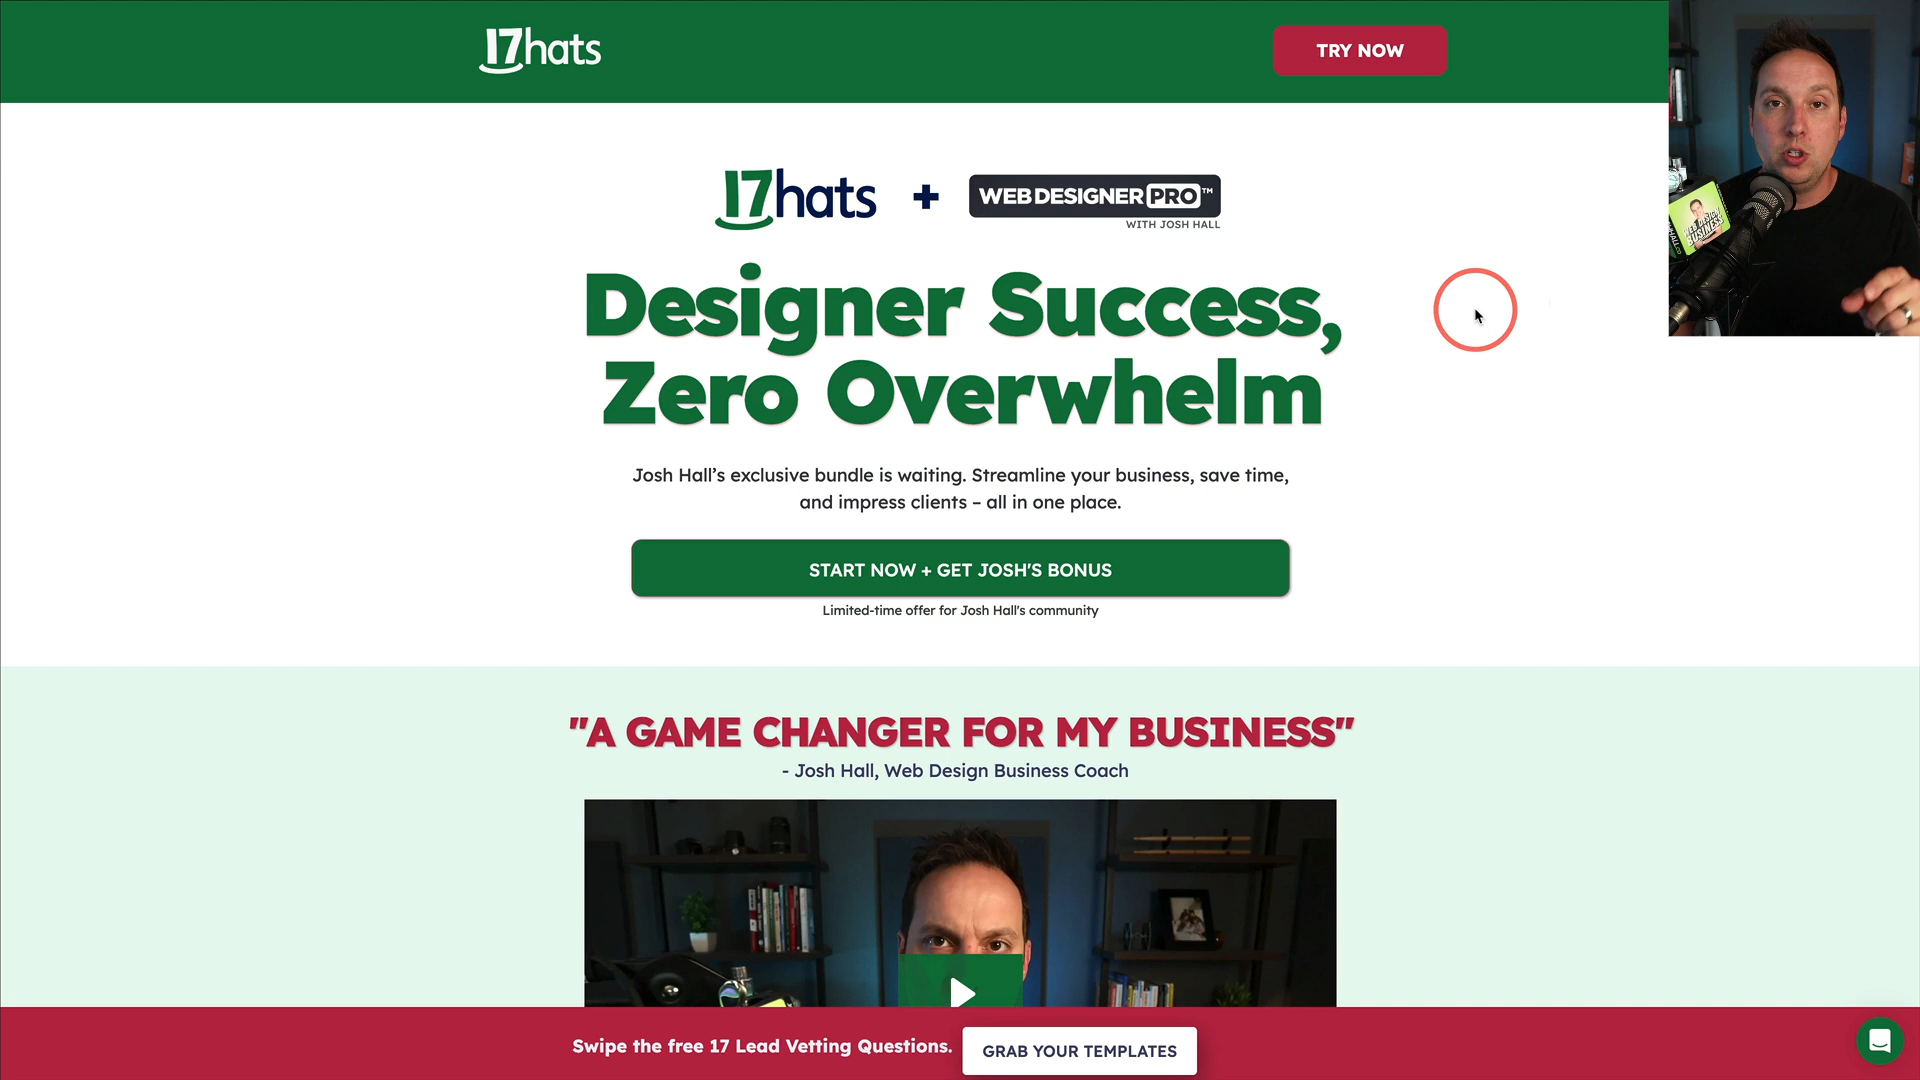 17hats
TRY NOW
17hats + WEB DESIGNER PRO™
WITH JOSH HALL
Designer Success,
Zero Overwhelm
Josh Hall’s exclusive bundle is waiting. Streamline your business, save time,
and impress clients – all in one place.
START NOW + GET JOSH'S BONUS
Limited-time offer for Josh Hall's community
"A GAME CHANGER FOR MY BUSINESS"
- Josh Hall, Web Design Business Coach
Swipe the free 17 Lead Vetting Questions.
GRAB YOUR TEMPLATES
WEB DESIGN
BUSINESS